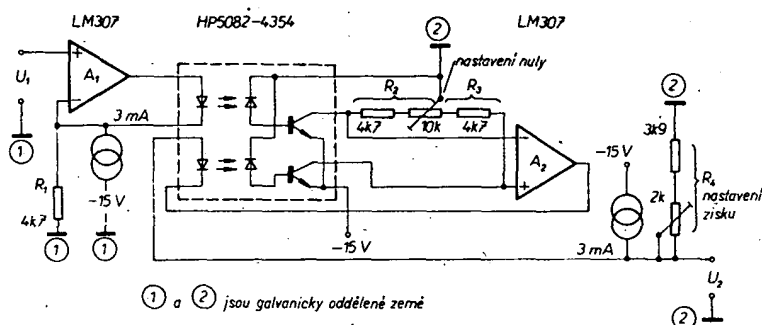 LM307
HP5082-4354
LM307
2
nastavení nuly
+
A₁
-
U₁
1
3 mA
R₁
4k7
-15 V
1
1
R₂
R₃
4k7
10k
4k7
-
A₂
+
-15 V
2
3k9
-15 V
2k
R₄
nastavení
zisku
3 mA
U₂
2
1 a 2 jsou galvanicky oddělené země